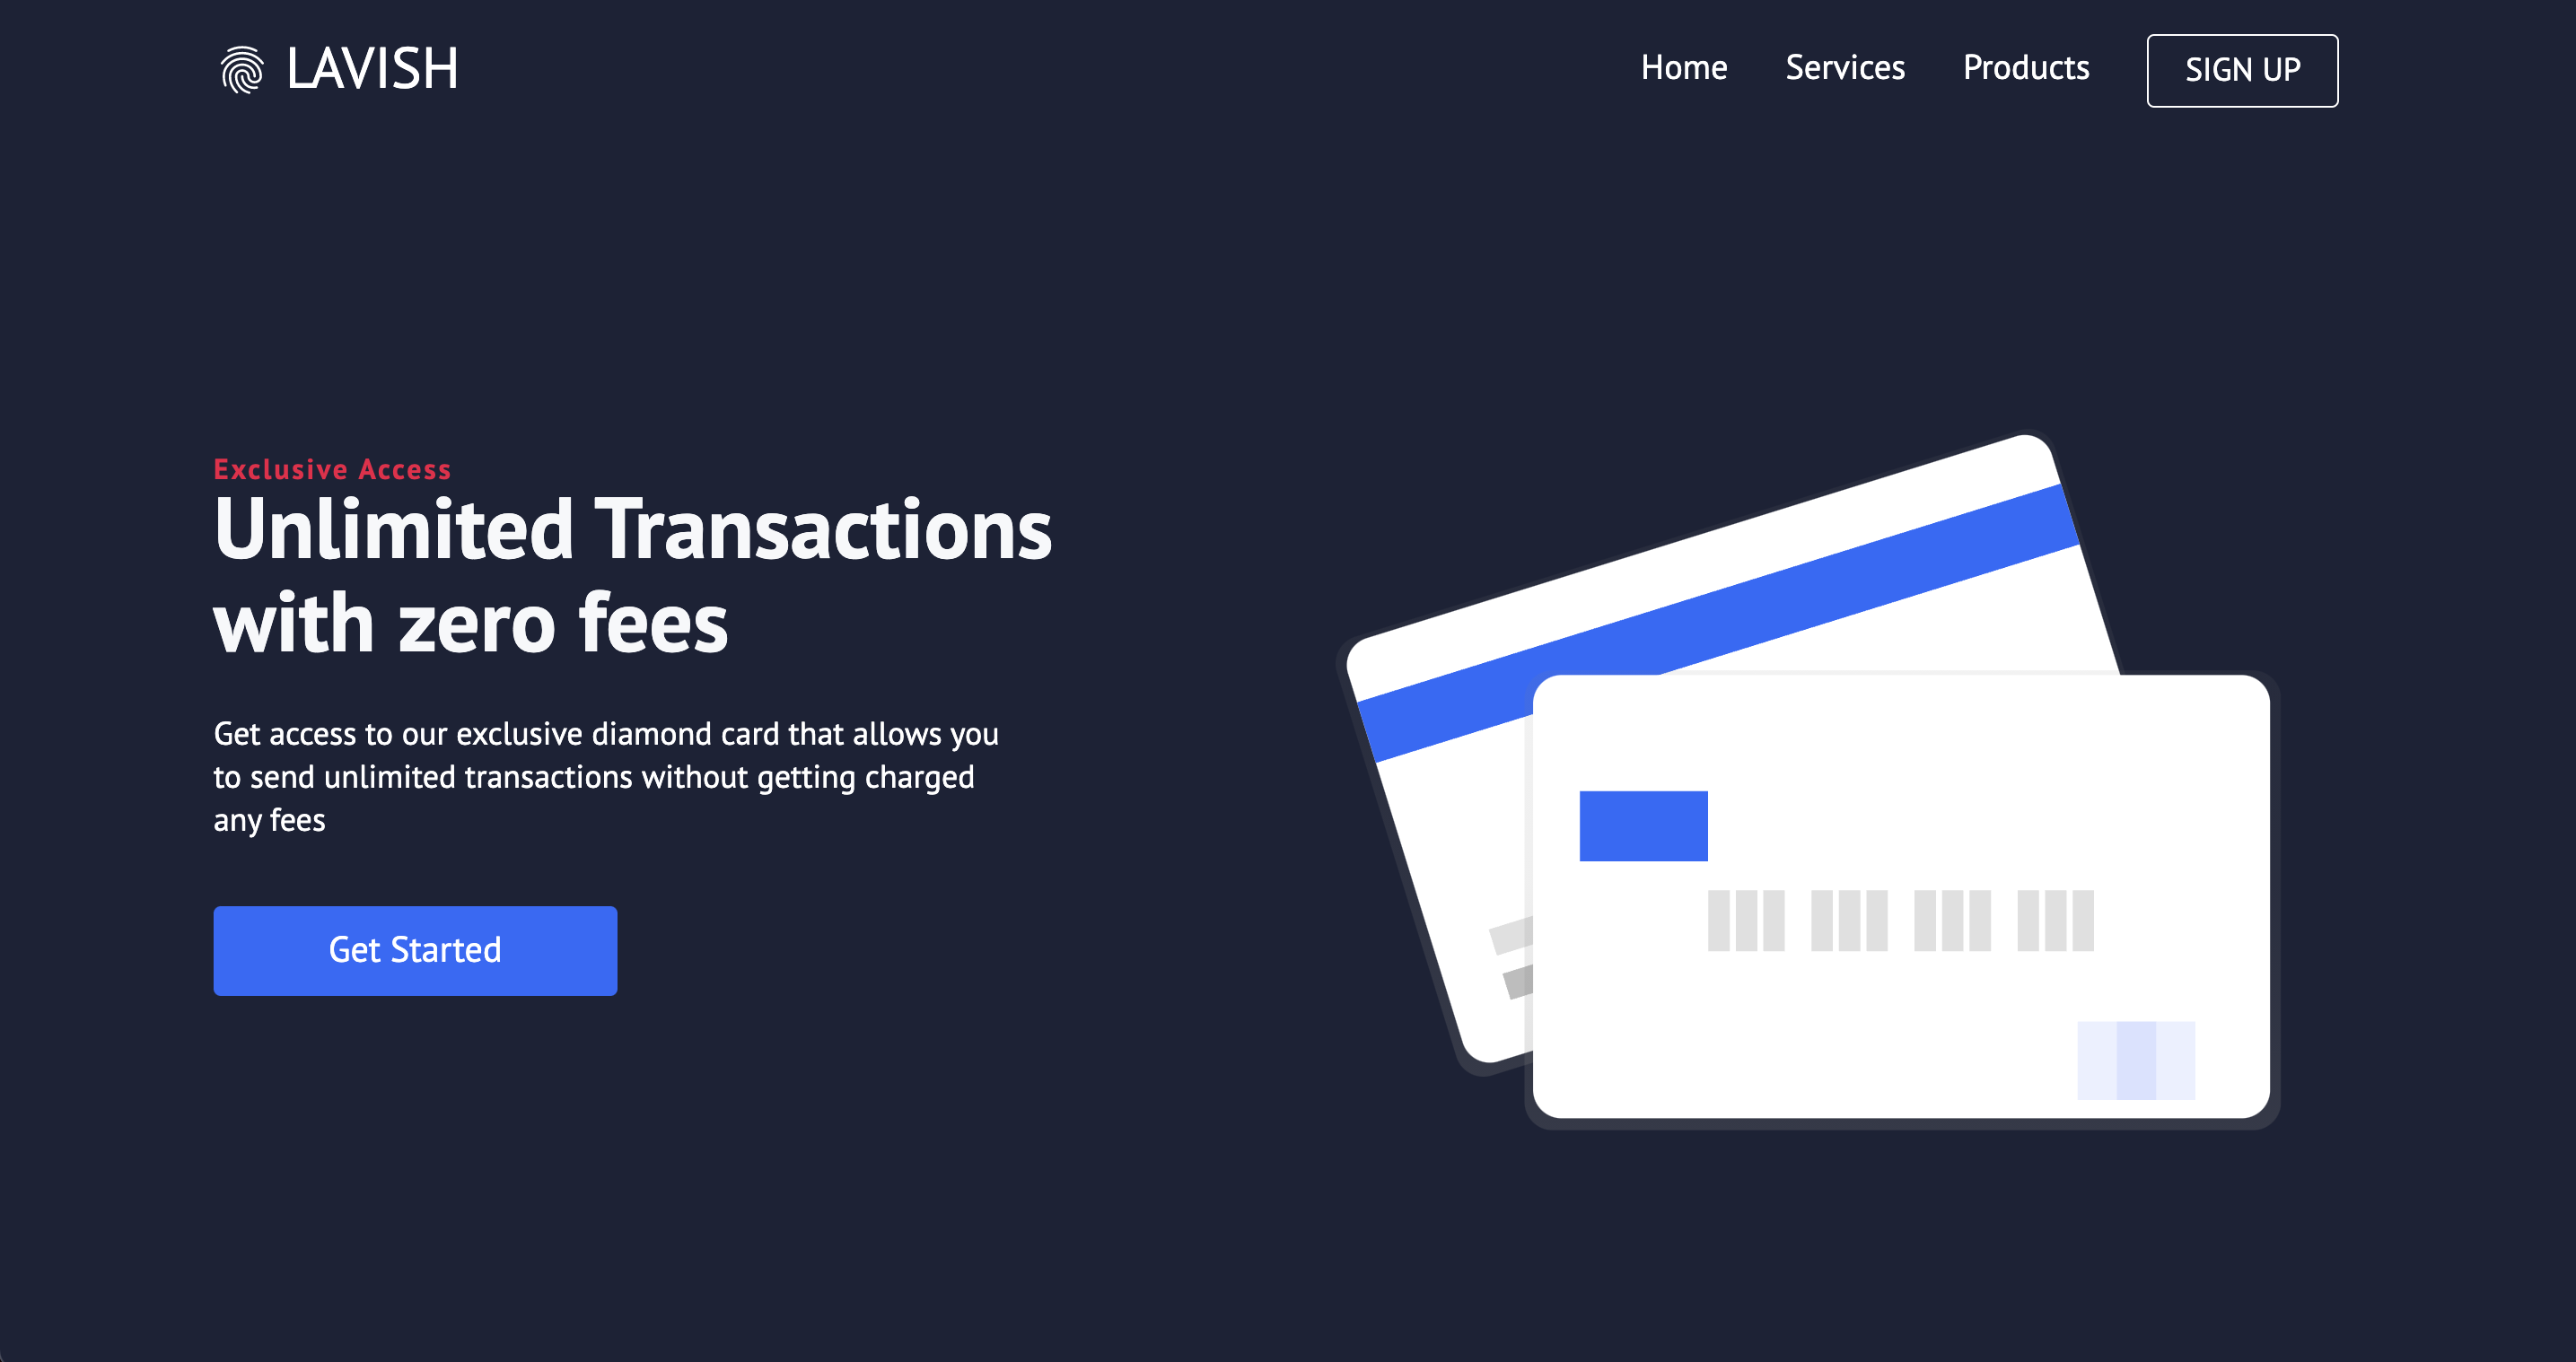 LAVISH
Home
Services
Products
SIGN UP
Exclusive Access
Unlimited Transactions
with zero fees
Get access to our exclusive diamond card that allows you
to send unlimited transactions without getting charged
any fees
Get Started